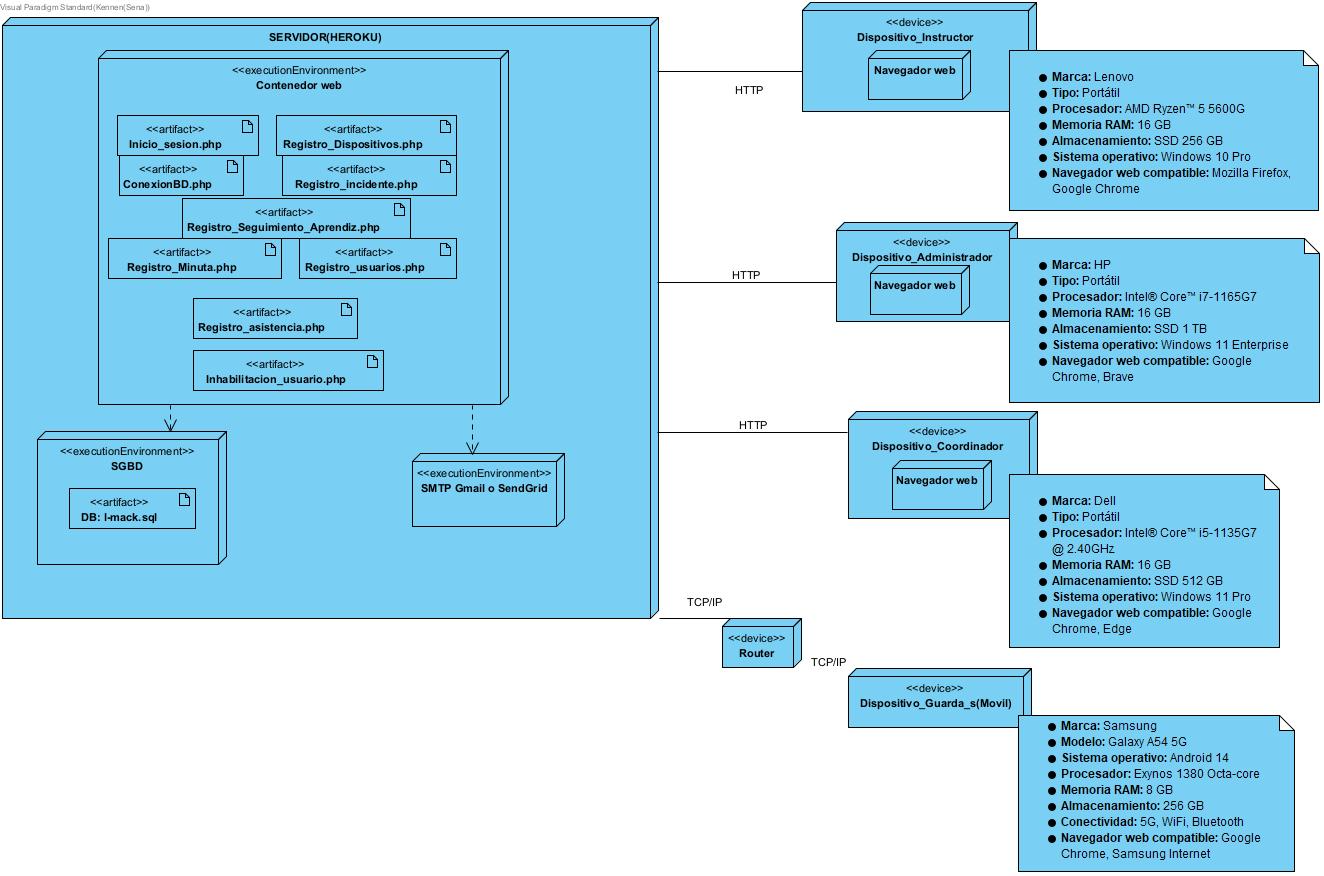 Visual Paradigm Standard(Kennen(Sena))
SERVIDOR(HEROKU)
<<executionEnvironment>>
Contenedor web
<<artifact>>
Inicio_sesion.php
<<artifact>>
Registro_Dispositivos.php
<<artifact>>
ConexionBD.php
<<artifact>>
Registro_incidente.php
<<artifact>>
Registro_Seguimiento_Aprendiz.php
<<artifact>>
Registro_Minuta.php
<<artifact>>
Registro_usuarios.php
<<artifact>>
Registro_asistencia.php
<<artifact>>
Inhabilitacion_usuario.php
<<executionEnvironment>>
SGBD
<<artifact>>
DB: I-mack.sql
<<executionEnvironment>>
SMTP Gmail o SendGrid
HTTP
<<device>>
Dispositivo_Instructor
Navegador web
● Marca: Lenovo
● Tipo: Portátil
● Procesador: AMD Ryzen™ 5 5600G
● Memoria RAM: 16 GB
● Almacenamiento: SSD 256 GB
● Sistema operativo: Windows 10 Pro
● Navegador web compatible: Mozilla Firefox,
Google Chrome
HTTP
<<device>>
Dispositivo_Administrador
Navegador web
● Marca: HP
● Tipo: Portátil
● Procesador: Intel® Core™ i7-1165G7
● Memoria RAM: 16 GB
● Almacenamiento: SSD 1 TB
● Sistema operativo: Windows 11 Enterprise
● Navegador web compatible: Google
Chrome, Brave
HTTP
<<device>>
Dispositivo_Coordinador
Navegador web
● Marca: Dell
● Tipo: Portátil
● Procesador: Intel® Core™ i5-1135G7
@ 2.40GHz
● Memoria RAM: 16 GB
● Almacenamiento: SSD 512 GB
● Sistema operativo: Windows 11 Pro
● Navegador web compatible: Google
Chrome, Edge
TCP/IP
<<device>>
Router
TCP/IP
<<device>>
Dispositivo_Guarda_s(Movil)
● Marca: Samsung
● Modelo: Galaxy A54 5G
● Sistema operativo: Android 14
● Procesador: Exynos 1380 Octa-core
● Memoria RAM: 8 GB
● Almacenamiento: 256 GB
● Conectividad: 5G, WiFi, Bluetooth
● Navegador web compatible: Google
Chrome, Samsung Internet